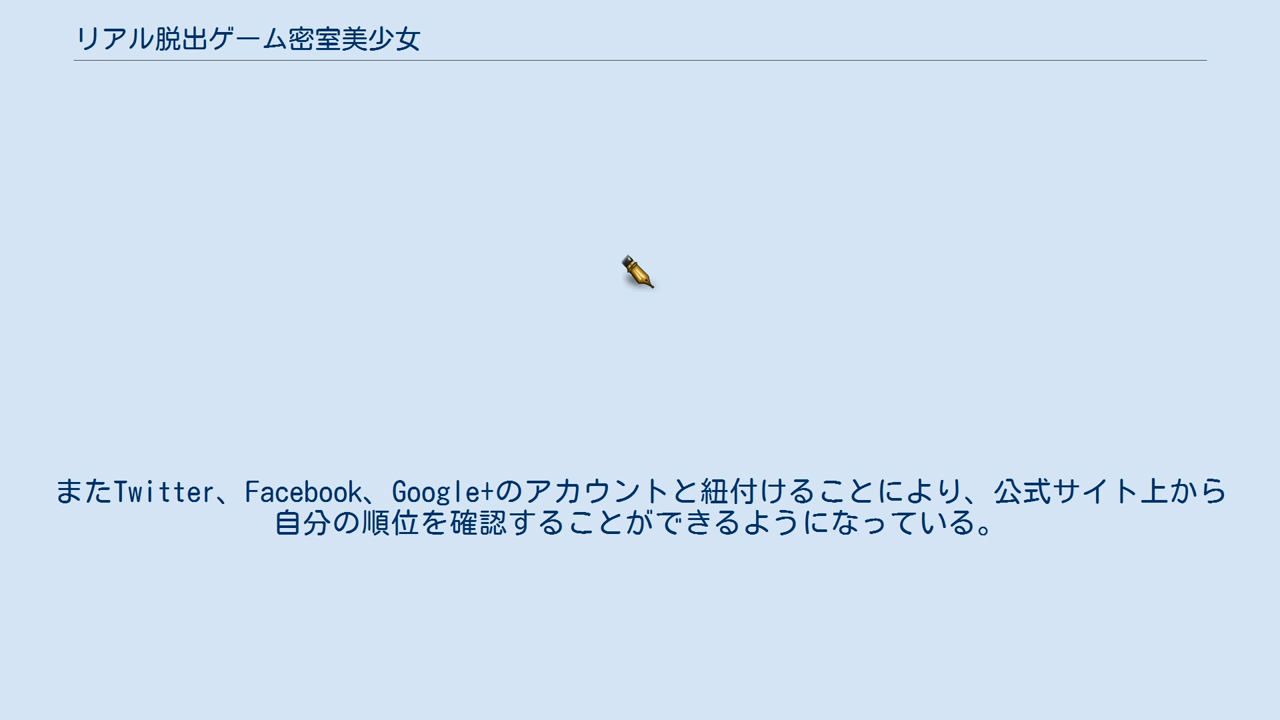 リアル脱出ゲーム密室美少女
またTwitter、Facebook、Google+のアカウントと紐付けることにより、公式サイト上から
自分の順位を確認することができるようになっている。